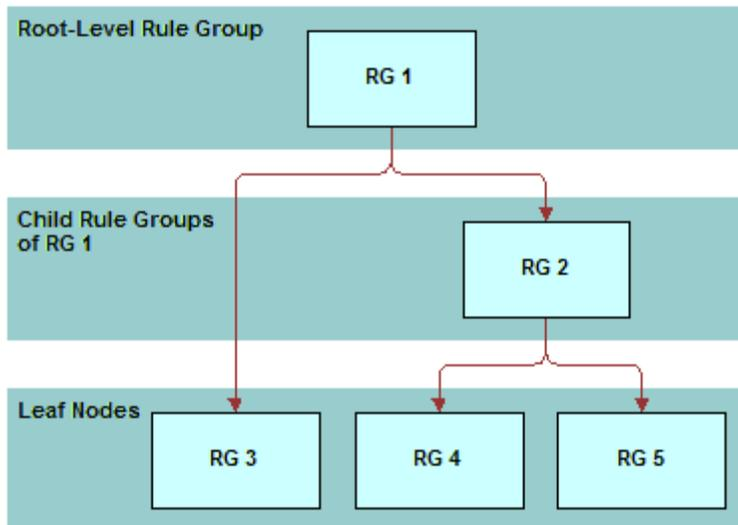 Root-Level Rule Group
RG 1
Child Rule Groups
of RG 1
RG 2
Leaf Nodes
RG 3
RG 4
RG 5